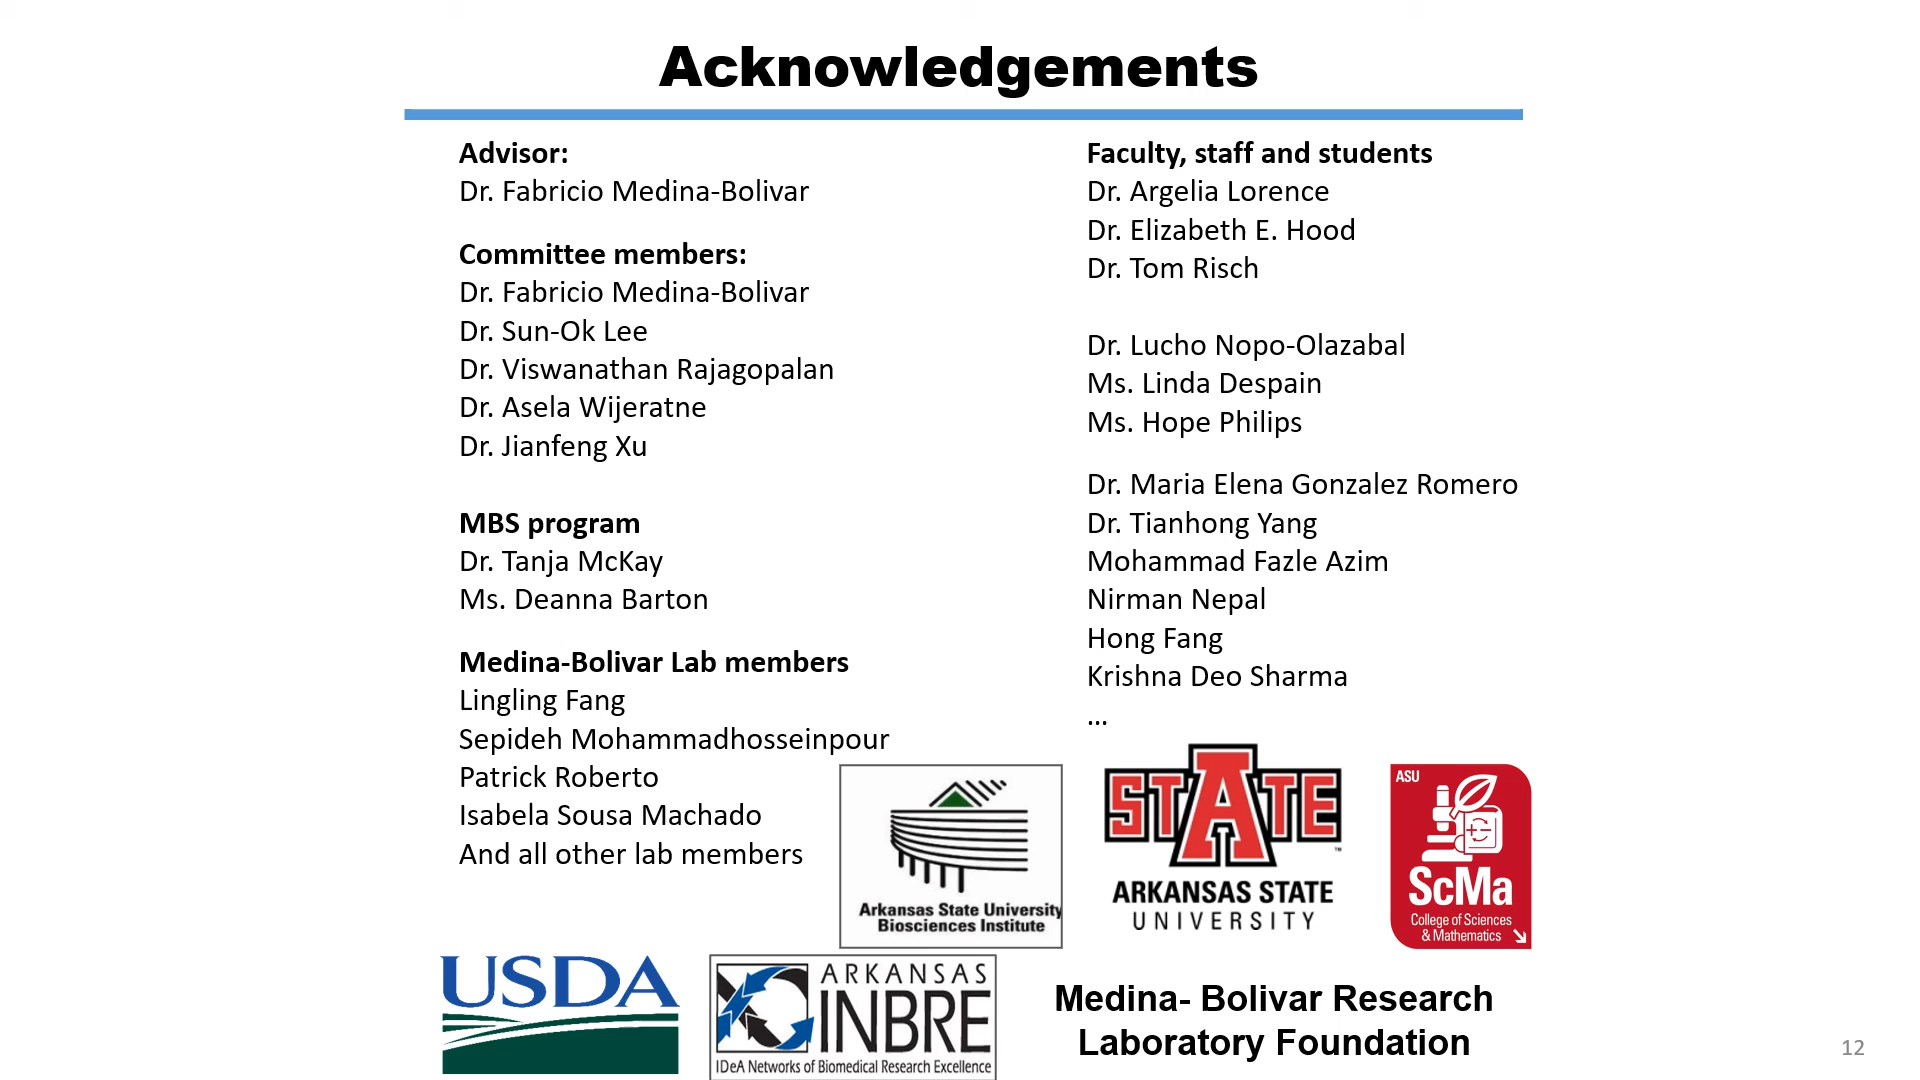 Acknowledgements
Advisor:
Dr. Fabricio Medina-Bolivar
Committee members:
Dr. Fabricio Medina-Bolivar
Dr. Sun-Ok Lee
Dr. Viswanathan Rajagopalan
Dr. Asela Wijeratne
Dr. Jianfeng Xu
MBS program
Dr. Tanja McKay
Ms. Deanna Barton
Medina-Bolivar Lab members
Lingling Fang
Sepideh Mohammadhosseinpour
Patrick Roberto
Isabela Sousa Machado
And all other lab members
Faculty, staff and students
Dr. Argelia Lorence
Dr. Elizabeth E. Hood
Dr. Tom Risch
Dr. Lucho Nopo-Olazabal
Ms. Linda Despain
Ms. Hope Philips
Dr. Maria Elena Gonzalez Romero
Dr. Tianhong Yang
Mohammad Fazle Azim
Nirman Nepal
Hong Fang
Krishna Deo Sharma
...
Arkansas State University
Biosciences Institute
STATE
™
ARKANSAS STATE
UNIVERSITY
ASU
ScMa
College of Sciences
& Mathematics
USDA
ARKANSAS
INBRE
IDeA Networks of Biomedical Research Excellence
Medina- Bolivar Research
Laboratory Foundation
12